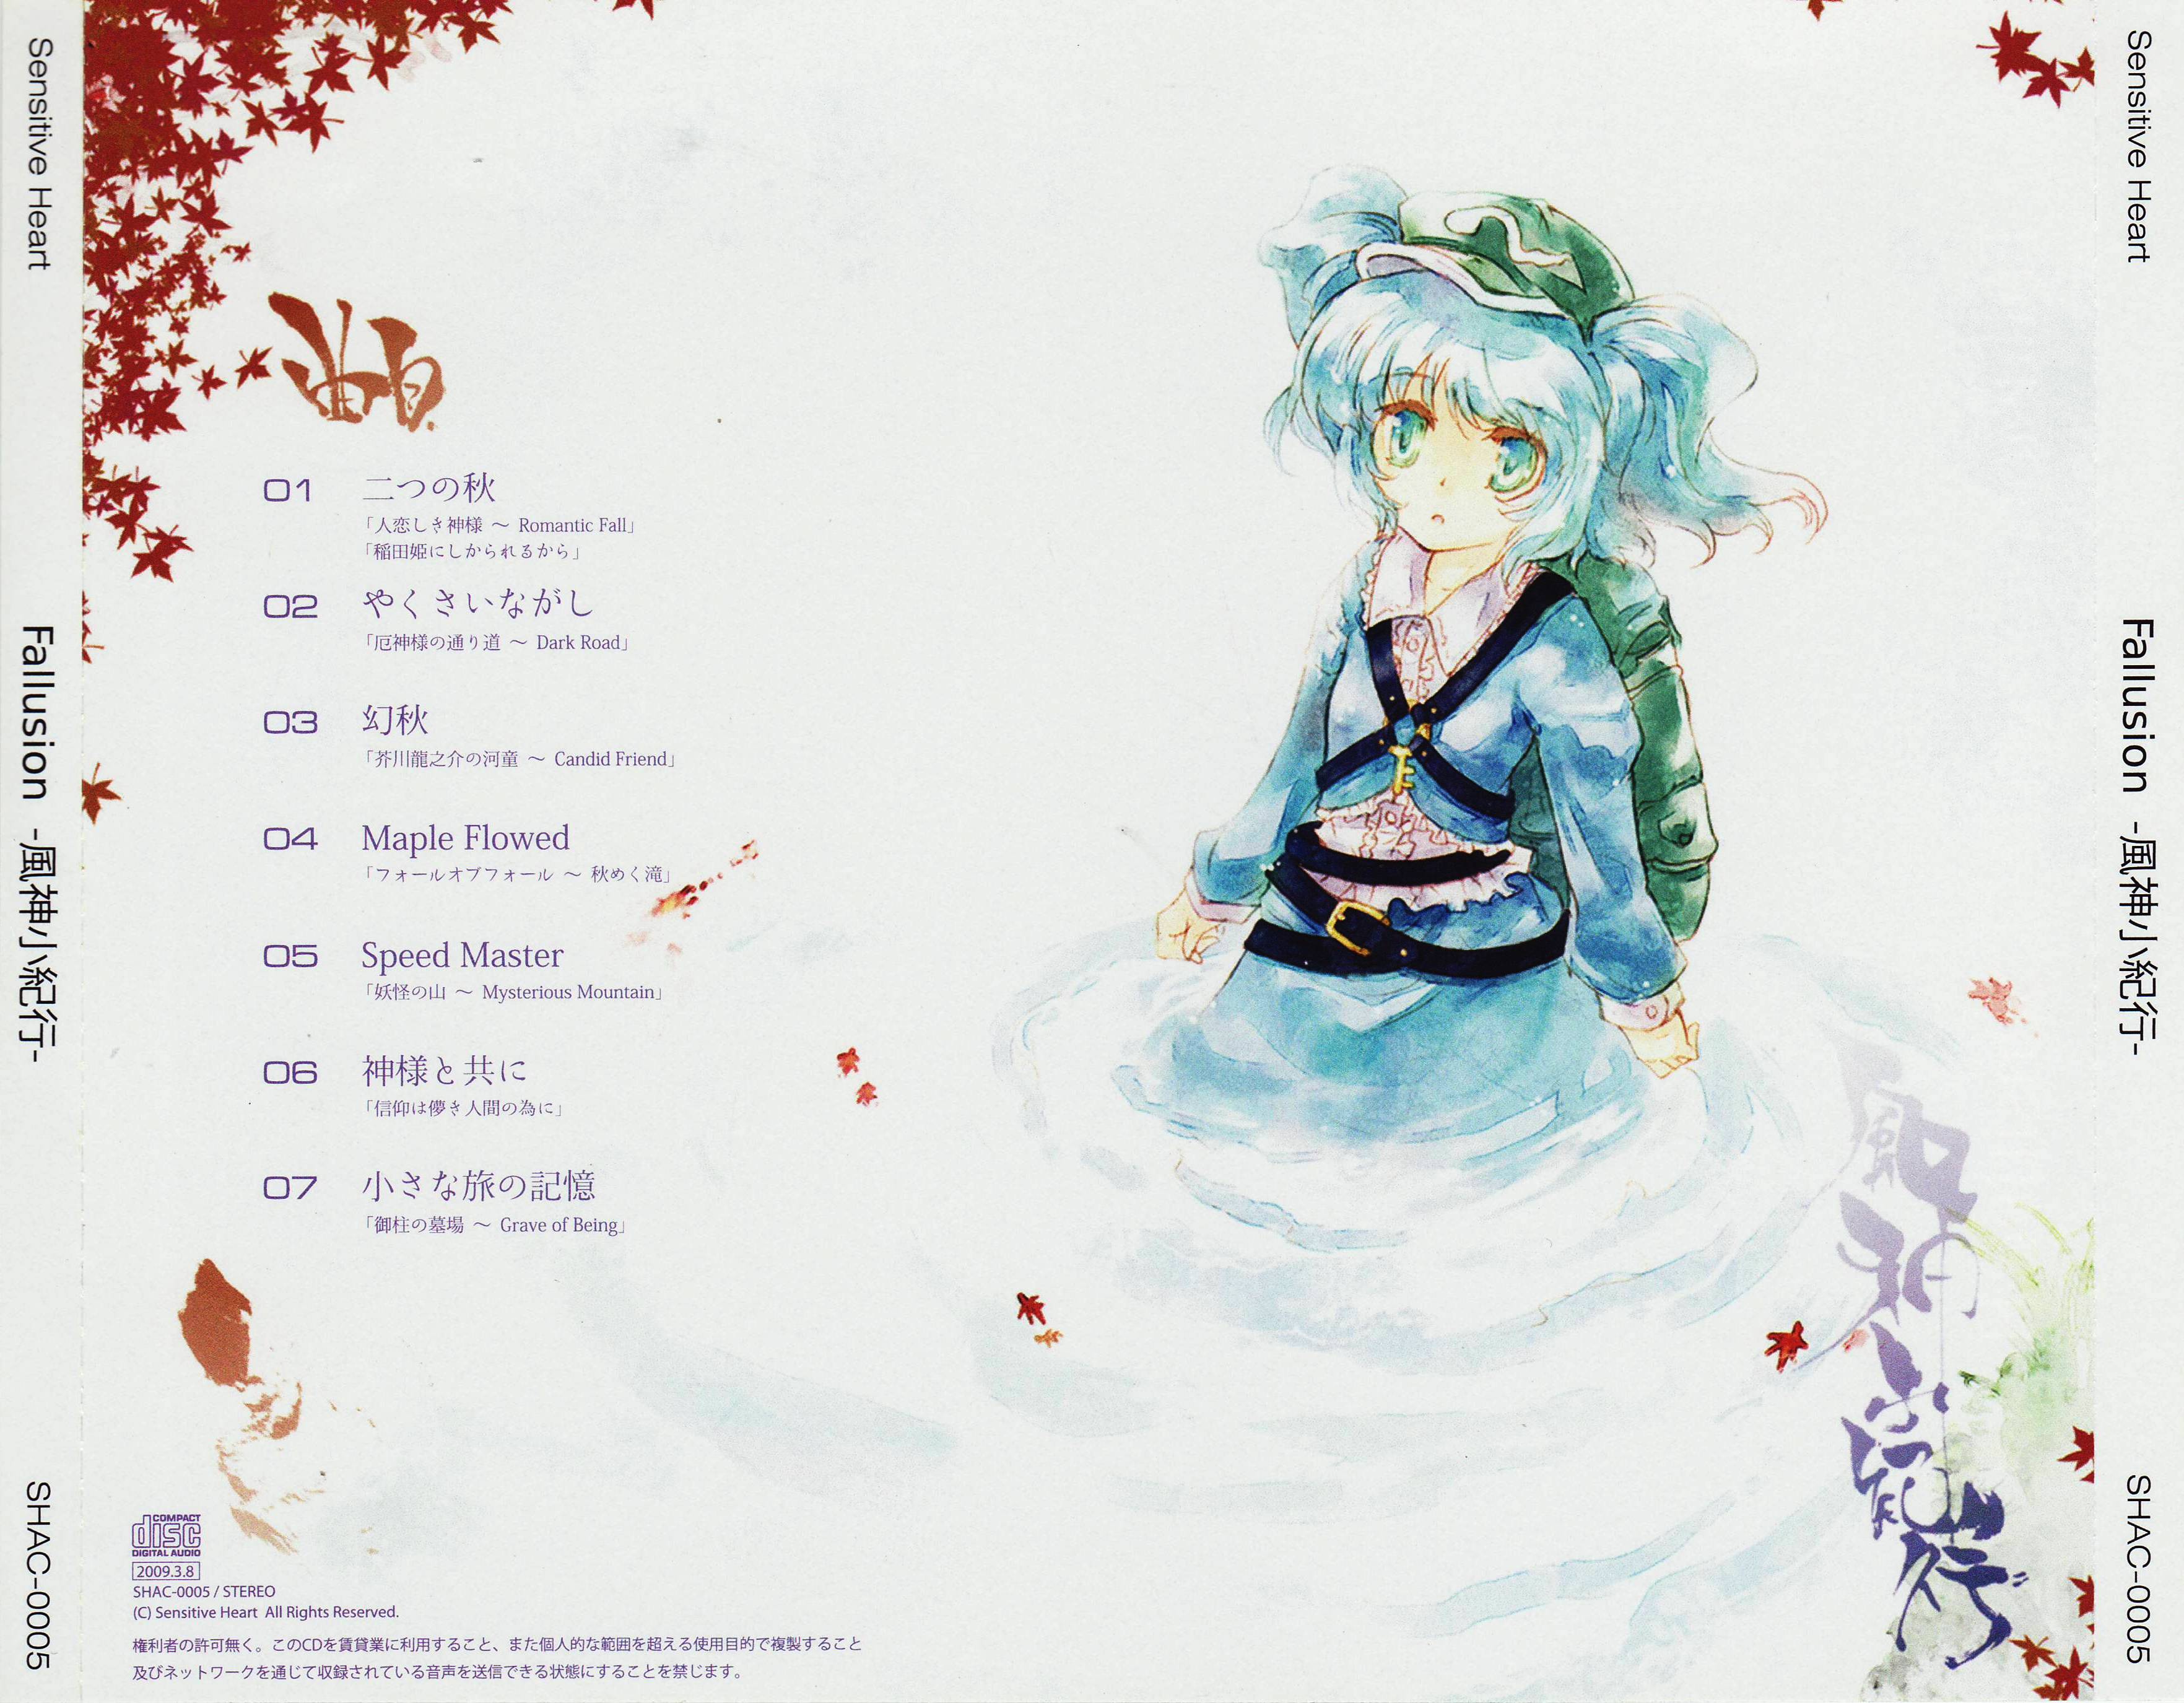 Sensitive Heart
Fallusion -風神小紀行-
SHAC-0005
01 二つの秋
「人恋しき神様 ～ Romantic Fall」
「稲田姫にしかられるから」
02 やくさいながし
「厄神様の通り道 ～ Dark Road」
03 幻秋
「芥川龍之介の河童 ～ Candid Friend」
04 Maple Flowed
「フォールオブフォール ～ 秋めく滝」
05 Speed Master
「妖怪の山 ～ Mysterious Mountain」
06 神様と共に
「信仰は儚き人間の為に」
07 小さな旅の記憶
「御柱の墓場 ～ Grave of Being」
COMPACT
disc
DIGITAL AUDIO
2009.3.8
SHAC-0005 / STEREO
(C) Sensitive Heart All Rights Reserved.
権利者の許可無く。このCDを賃貸業に利用すること、また個人的な範囲を超える使用目的で複製すること
及びネットワークを通じて収録されている音声を送信できる状態にすることを禁じます。
風神小紀行
Sensitive Heart
Fallusion -風神小紀行-
SHAC-0005